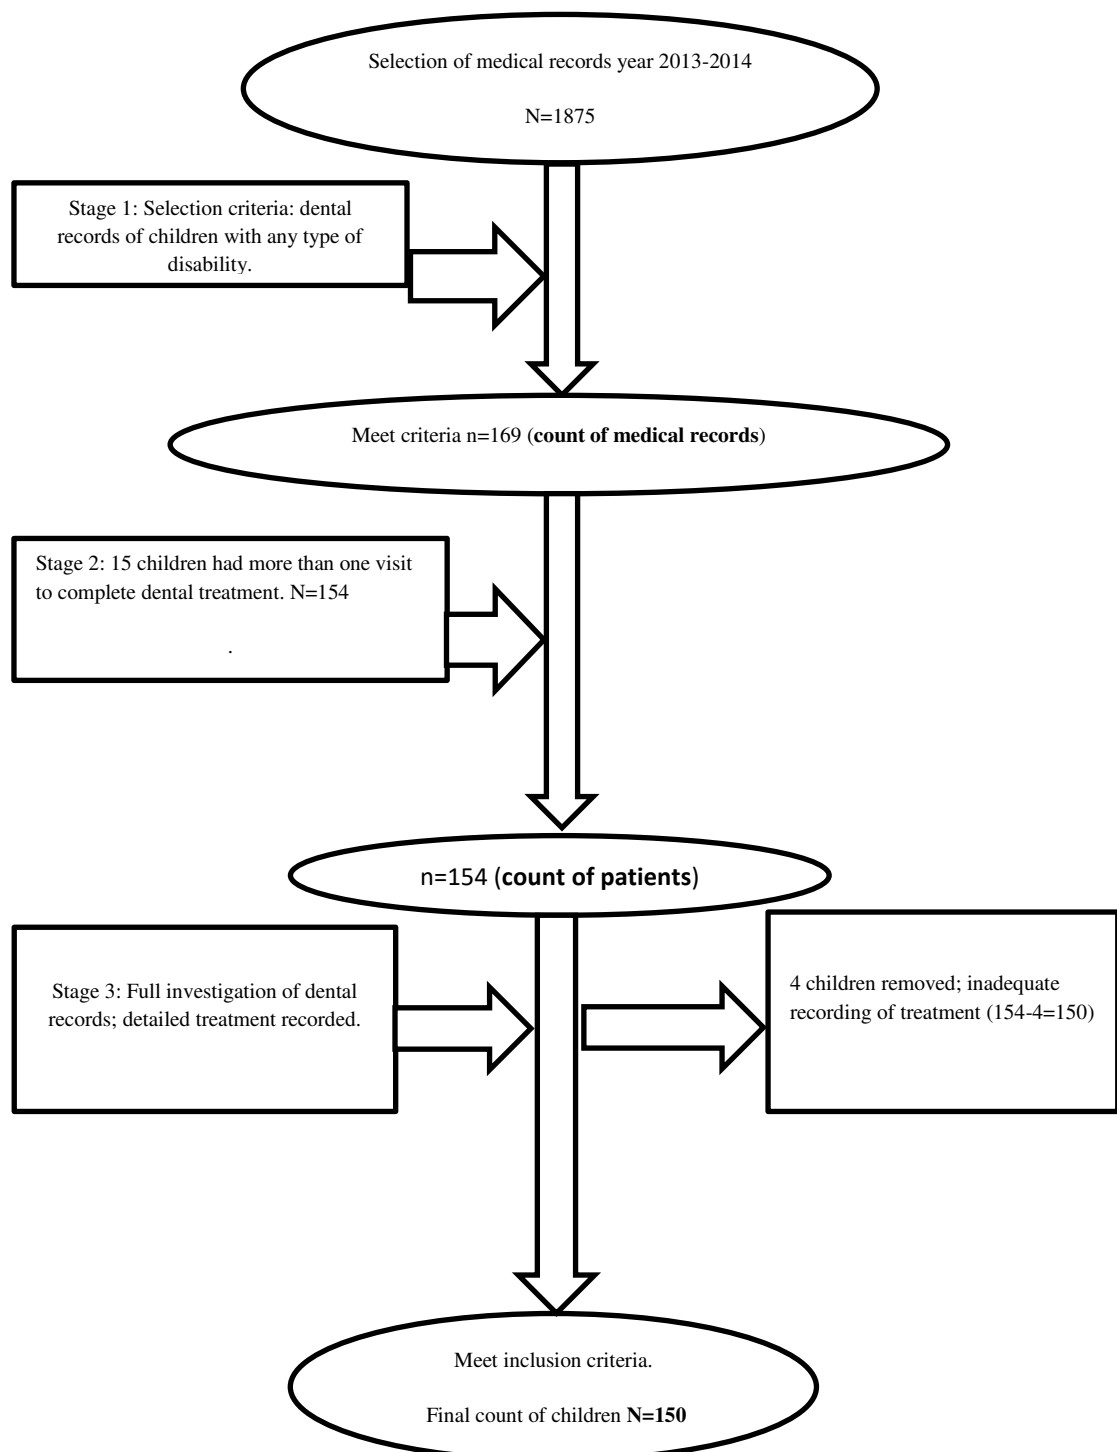 Selection of medical records year 2013-2014
N=1875
Stage 1: Selection criteria: dental
records of children with any type of
disability.
Meet criteria n=169 (count of medical records)
Stage 2: 15 children had more than one visit
to complete dental treatment. N=154
.
n=154 (count of patients)
Stage 3: Full investigation of dental
records; detailed treatment recorded.
4 children removed; inadequate
recording of treatment (154-4=150)
Meet inclusion criteria.
Final count of children N=150